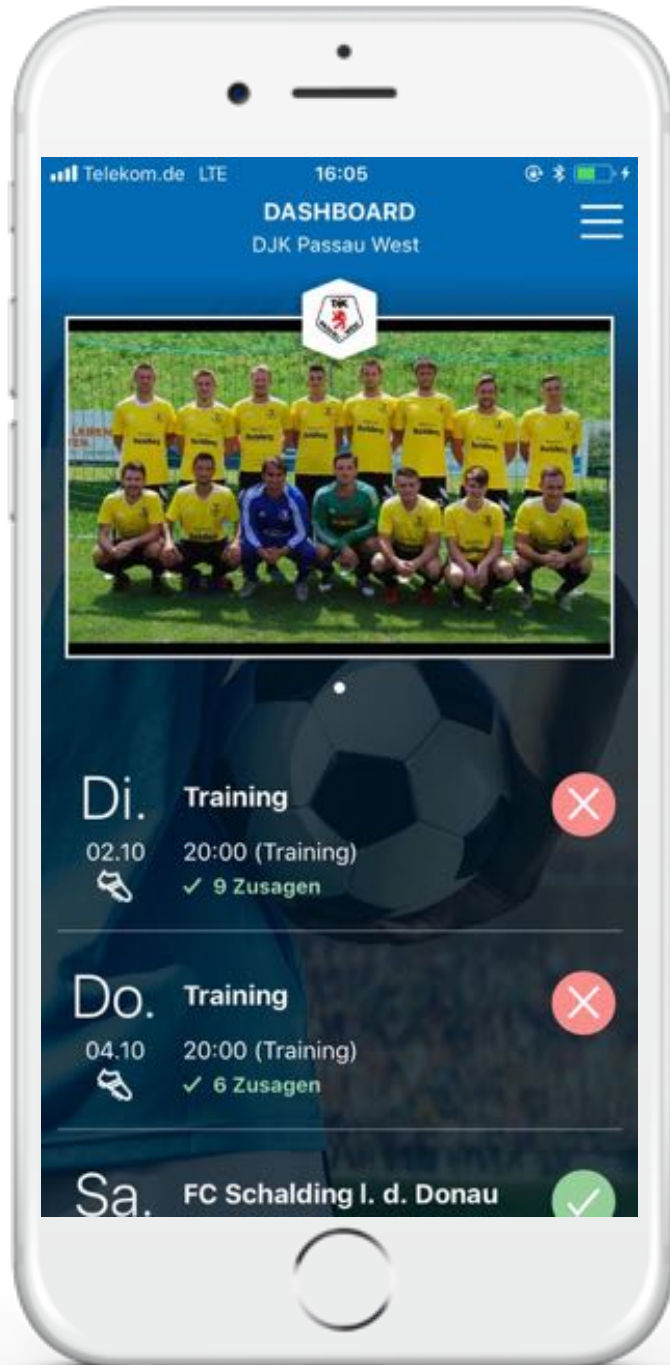 Telekom.de LTE 16:05
DASHBOARD
DJK Passau West
DJK
Di. Training
02.10 20:00 (Training)
✓ 9 Zusagen
Do. Training
04.10 20:00 (Training)
✓ 6 Zusagen
Sa. FC Schalding l. d. Donau